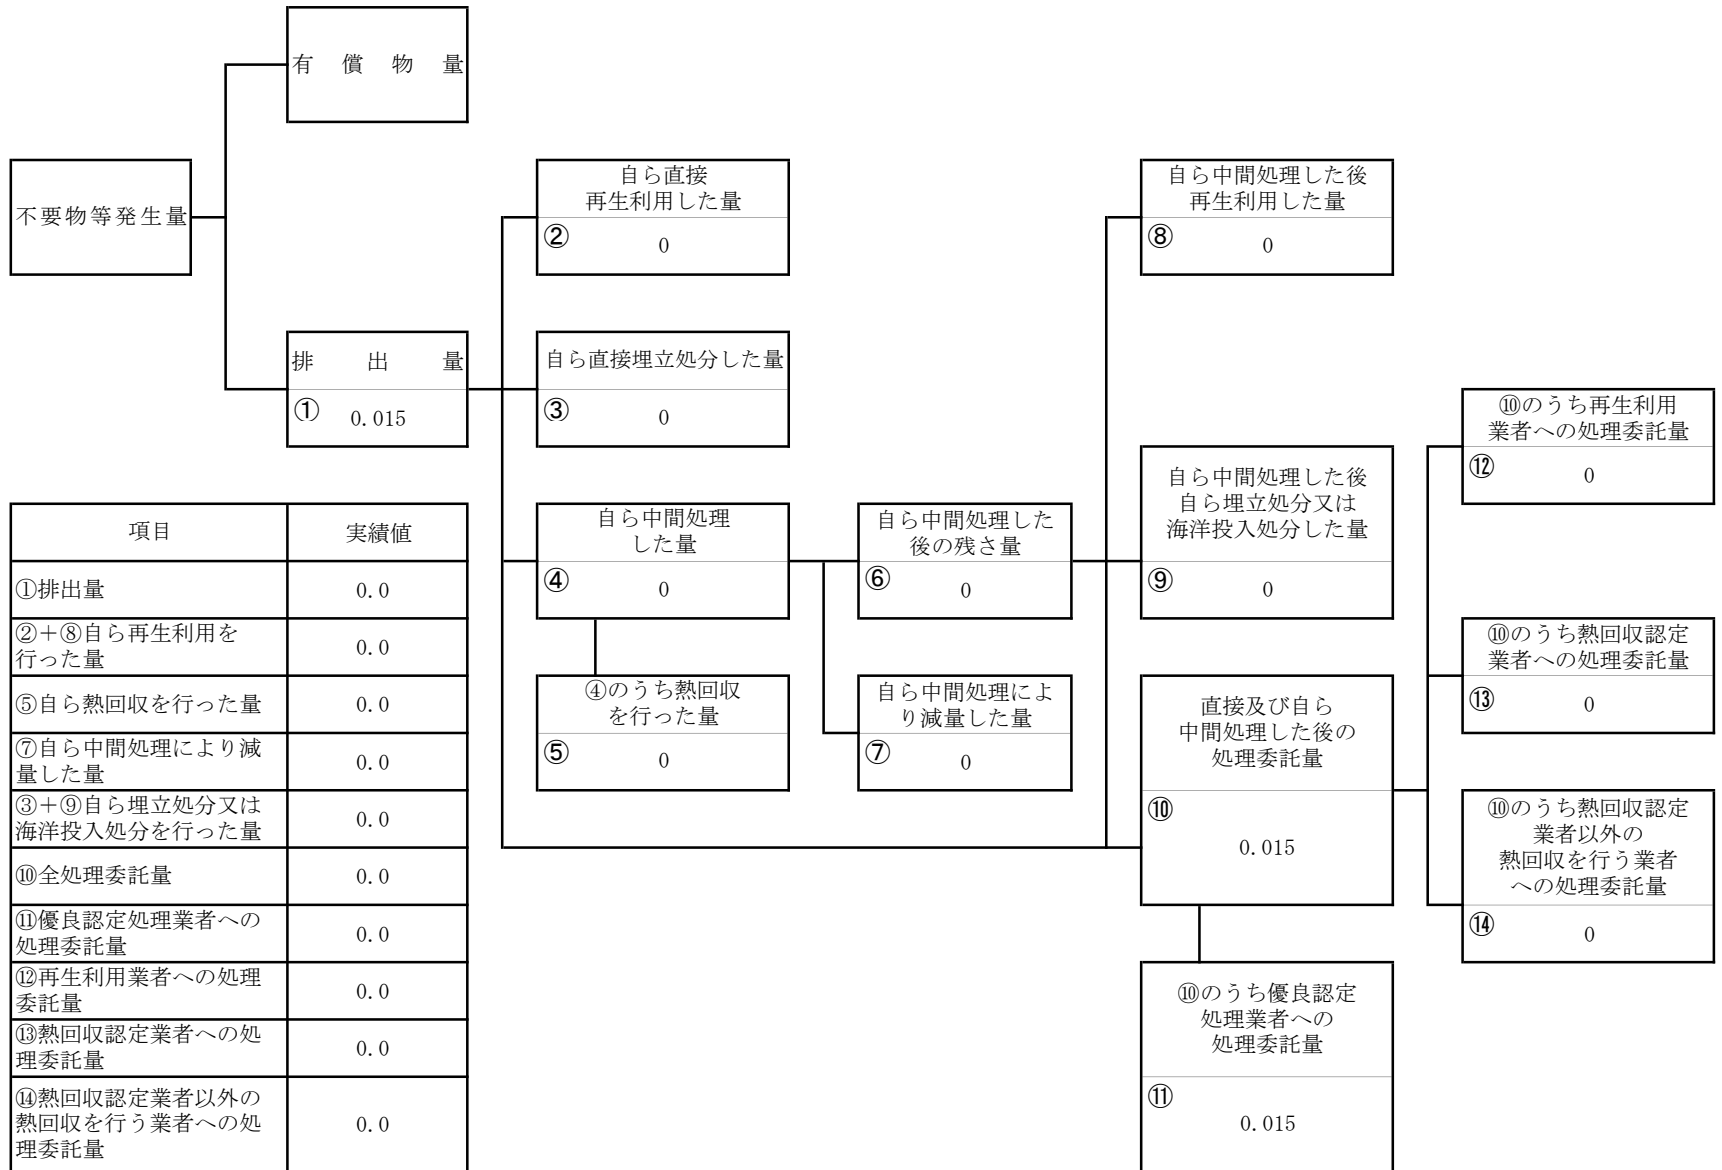 有償物量
不要物等発生量
自ら直接
再生利用した量
② 0
自ら中間処理した後
再生利用した量
⑧ 0
排出量
① 0.015
自ら直接埋立処分した量
③ 0
⑩のうち再生利用
業者への処理委託量
⑫ 0
自ら中間処理した後
自ら埋立処分又は
海洋投入処分した量
⑨ 0
自ら中間処理
した量
④ 0
自ら中間処理した
後の残さ量
⑥ 0
⑩のうち熱回収認定
業者への処理委託量
⑬ 0
④のうち熱回収
を行った量
⑤ 0
自ら中間処理によ
り減量した量
⑦ 0
直接及び自ら
中間処理した後の
処理委託量
⑩
0.015
⑩のうち熱回収認定
業者以外の
熱回収を行う業者
への処理委託量
⑭ 0
⑩のうち優良認定
処理業者への
処理委託量
⑪
0.015
項目 実績値
①排出量 0.0
②+⑧自ら再生利用を
行った量 0.0
⑤自ら熱回収を行った量 0.0
⑦自ら中間処理により減
量した量 0.0
③+⑨自ら埋立処分又は
海洋投入処分を行った量 0.0
⑩全処理委託量 0.0
⑪優良認定処理業者への
処理委託量 0.0
⑫再生利用業者への処理
委託量 0.0
⑬熱回収認定業者への処
理委託量 0.0
⑭熱回収認定業者以外の
熱回収を行う業者への処 0.0
理委託量